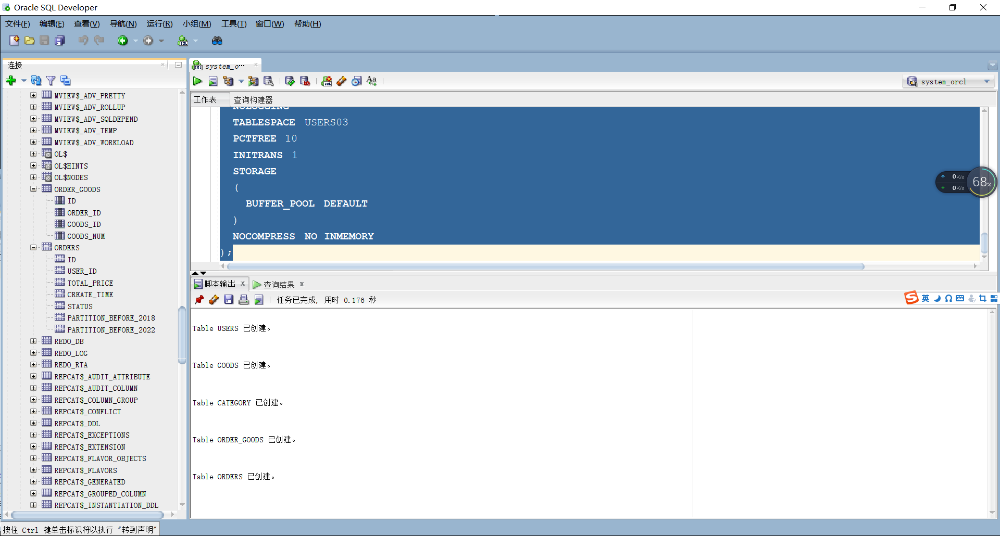 Oracle SQL Developer
文件(F) 编辑(E) 查看(V) 导航(N) 运行(R) 小组(M) 工具(T) 窗口(W) 帮助(H)
连接
MVIEW$_ADV_PRETTY
MVIEW$_ADV_ROLLUP
MVIEW$_ADV_SQLDEPEND
MVIEW$_ADV_TEMP
MVIEW$_ADV_WORKLOAD
OL$
OL$HINTS
OL$NODES
ORDER_GOODS
ID
ORDER_ID
GOODS_ID
GOODS_NUM
ORDERS
ID
USER_ID
TOTAL_PRICE
CREATE_TIME
STATUS
PARTITION_BEFORE_2018
PARTITION_BEFORE_2022
REDO_DB
REDO_LOG
REDO_RTA
REPCAT$_AUDIT_ATTRIBUTE
REPCAT$_AUDIT_COLUMN
REPCAT$_COLUMN_GROUP
REPCAT$_CONFLICT
REPCAT$_DDL
REPCAT$_EXCEPTIONS
REPCAT$_EXTENSION
REPCAT$_FLAVOR_OBJECTS
REPCAT$_FLAVORS
REPCAT$_GENERATED
REPCAT$_GROUPED_COLUMN
REPCAT$_INSTANTIATION_DDL
system_o…
system_orcl
工作表 查询构建器
TABLESPACE USERS03
PCTFREE 10
INITRANS 1
STORAGE
(
BUFFER_POOL DEFAULT
)
NOCOMPRESS NO INMEMORY
);
0K/s
0K/s
68%
脚本输出 x 查询结果 x
任务已完成, 用时 0.176 秒
英
Table USERS 已创建。
Table GOODS 已创建。
Table CATEGORY 已创建。
Table ORDER_GOODS 已创建。
Table ORDERS 已创建。
按住 Ctrl 键单击标识符以执行 "转到声明"